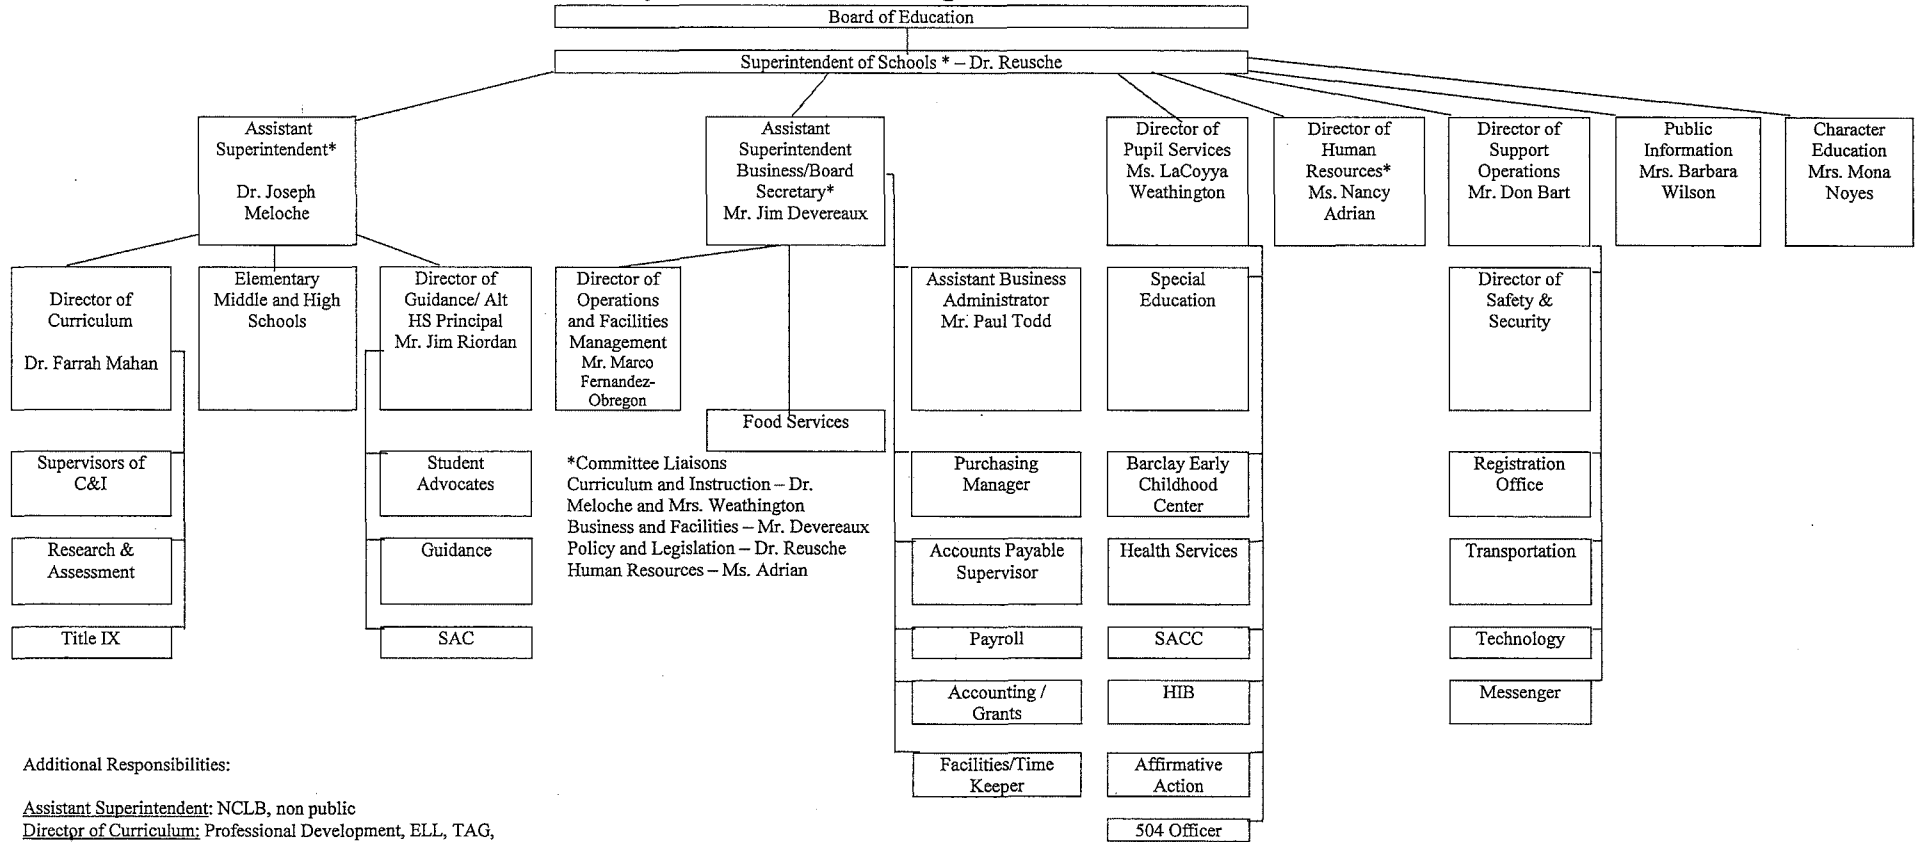 Board of Education
Superintendent of Schools * – Dr. Reusche
Assistant
Superintendent*
Dr. Joseph
Meloche
Assistant
Superintendent
Business/Board
Secretary*
Mr. Jim Devereaux
Director of
Pupil Services
Ms. LaCoyya
Weathington
Director of
Human
Resources*
Ms. Nancy
Adrian
Director of
Support
Operations
Mr. Don Bart
Public
Information
Mrs. Barbara
Wilson
Character
Education
Mrs. Mona
Noyes
Director of
Curriculum
Dr. Farrah Mahan
Elementary
Middle and High
Schools
Director of
Guidance/ Alt
HS Principal
Mr. Jim Riordan
Director of
Operations
and Facilities
Management
Mr. Marco
Fernandez-
Obregon
Assistant Business
Administrator
Mr. Paul Todd
Special
Education
Director of
Safety &
Security
Food Services
Supervisors of
C&I
Student
Advocates
*Committee Liaisons
Curriculum and Instruction – Dr.
Meloche and Mrs. Weathington
Business and Facilities – Mr. Devereaux
Policy and Legislation – Dr. Reusche
Human Resources – Ms. Adrian
Purchasing
Manager
Barclay Early
Childhood
Center
Registration
Office
Research &
Assessment
Guidance
Accounts Payable
Supervisor
Health Services
Transportation
Title IX
SAC
Payroll
SACC
Technology
Accounting /
Grants
HIB
Messenger
Facilities/Time
Keeper
Affirmative
Action
504 Officer
Additional Responsibilities:
Assistant Superintendent: NCLB, non public
Director of Curriculum: Professional Development, ELL, TAG,